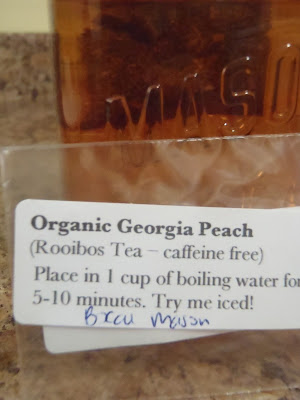 MASO
Organic Georgia Peach
(Rooibos Tea – caffeine free)
Place in 1 cup of boiling water for
5-10 minutes. Try me iced!
Mason